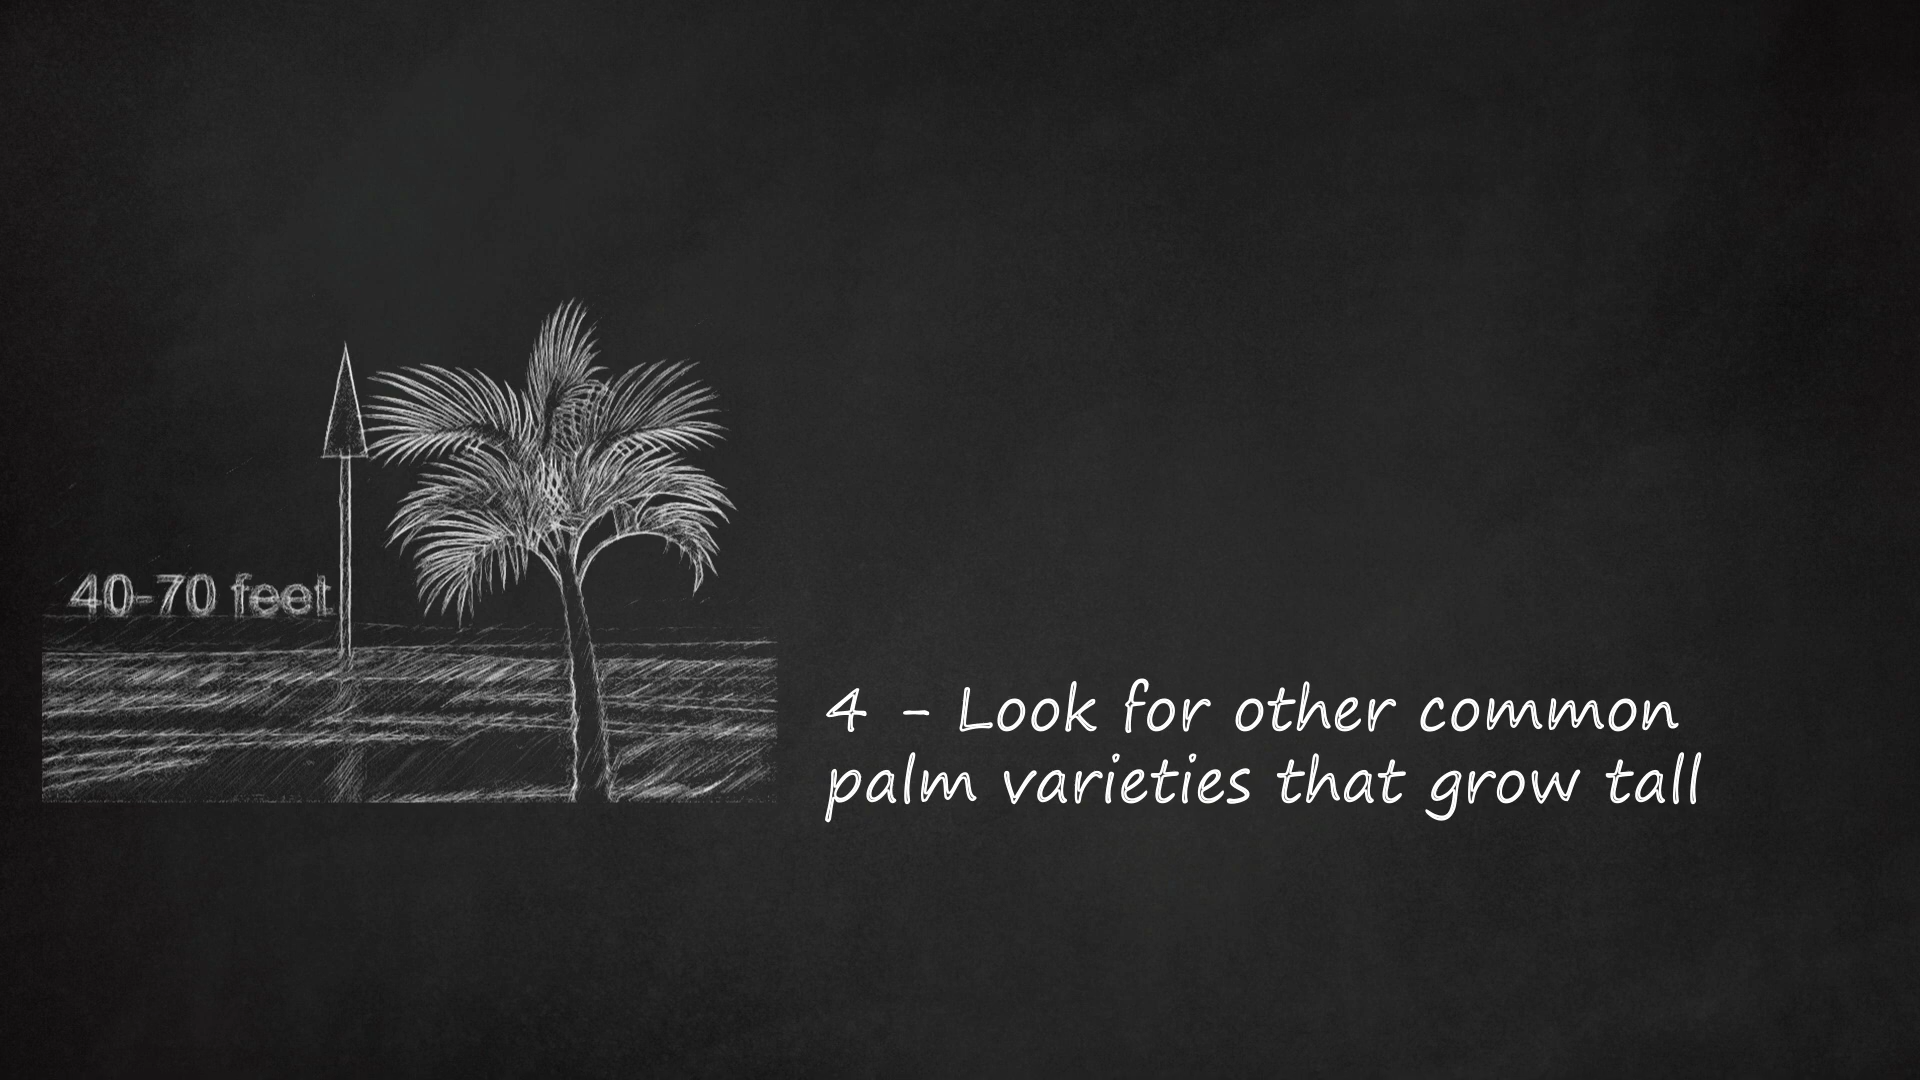 40-70 feet
4 - Look for other common
palm varieties that grow tall